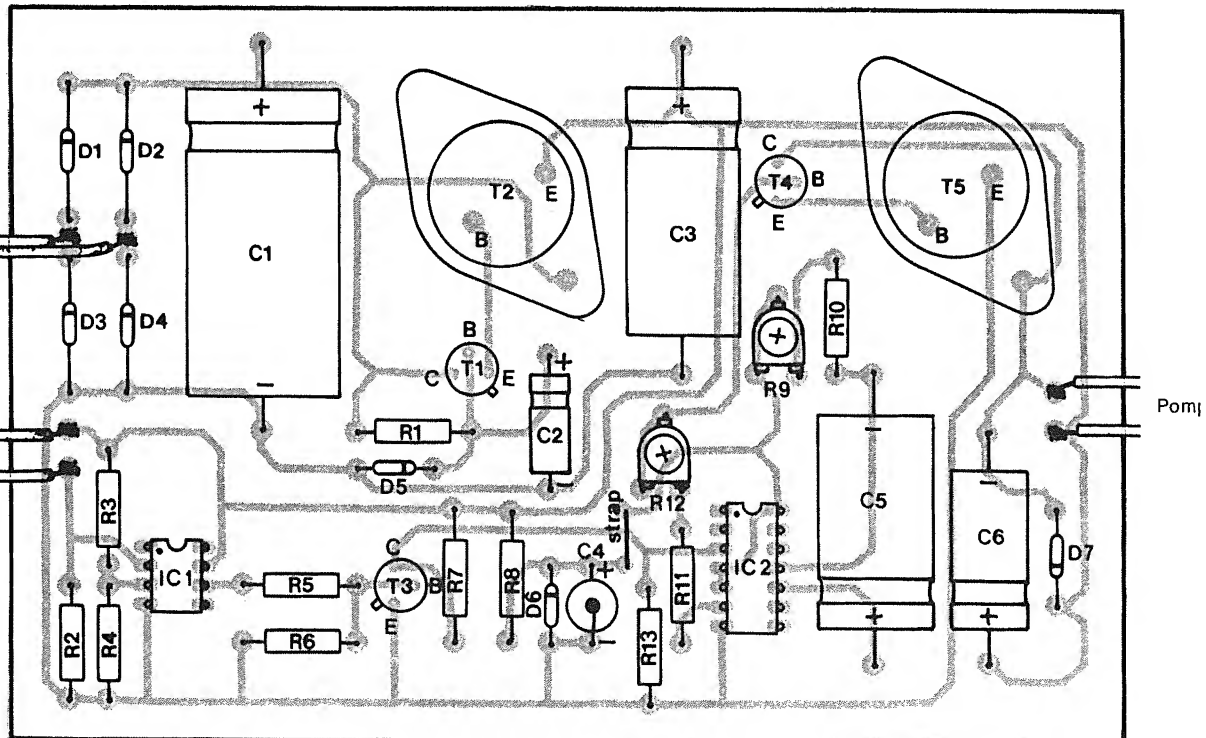 +
+
C
D1
D2
T2
T4
B
T5
E
E
E
E
B
B
C1
C3
D3
D4
R10
B
T1
C
E
+
R9
−
−
Pom
R1
C2
C5
−
D5
−
R12
R3
strap
C
C4
+
C6
IC1
R5
T3
B
R7
R8
D6
R11
IC2
D7
R2
R4
R6
E
−
R13
+
+